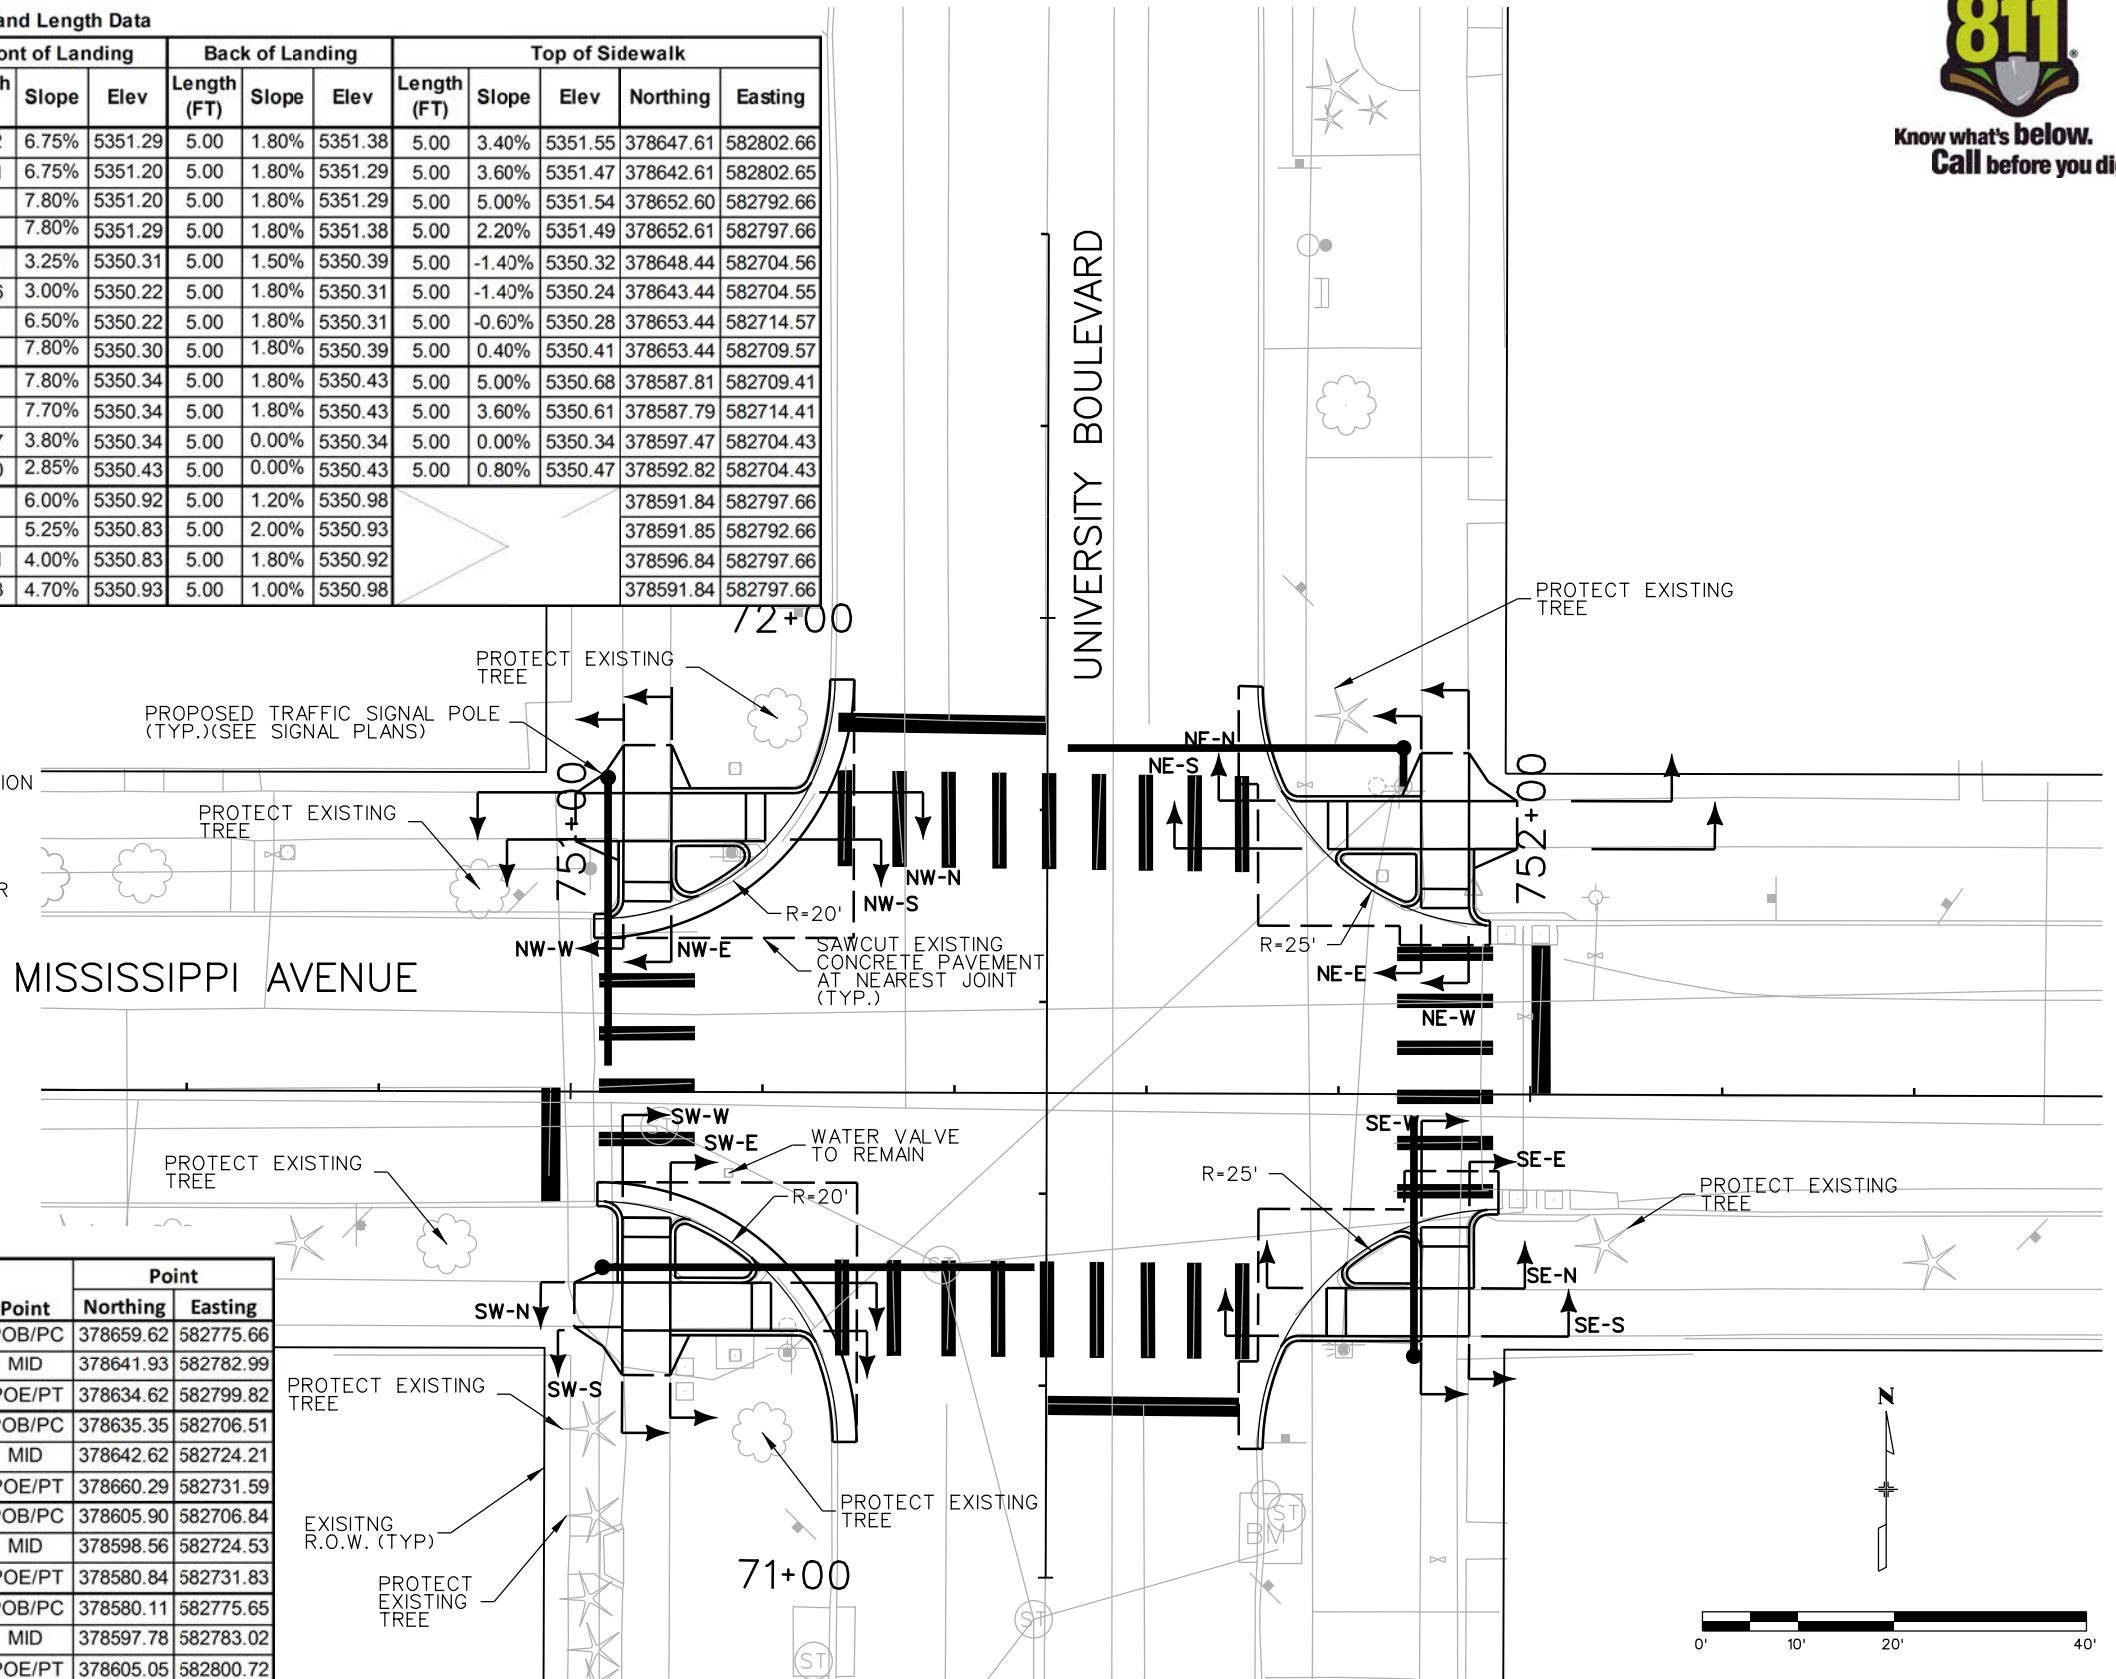 and Length Data
ont of Landing Back of Landing Top of Sidewalk
h Slope Elev Length (FT) Slope Elev Length (FT) Slope Elev Northing Easting
2 6.75% 5351.29 5.00 1.80% 5351.38 5.00 3.40% 5351.55 378647.61 582802.66
6.75% 5351.20 5.00 1.80% 5351.29 5.00 3.60% 5351.47 378642.61 582802.65
7.80% 5351.20 5.00 1.80% 5351.29 5.00 5.00% 5351.54 378652.60 582792.66
7.80% 5351.29 5.00 1.80% 5351.38 5.00 2.20% 5351.49 378652.61 582797.66
3.25% 5350.31 5.00 1.50% 5350.39 5.00 -1.40% 5350.32 378648.44 582704.56
6 3.00% 5350.22 5.00 1.80% 5350.31 5.00 -1.40% 5350.24 378643.44 582704.55
6.50% 5350.22 5.00 1.80% 5350.31 5.00 -0.60% 5350.28 378653.44 582714.57
7.80% 5350.30 5.00 1.80% 5350.39 5.00 0.40% 5350.41 378653.44 582709.57
7.80% 5350.34 5.00 1.80% 5350.43 5.00 5.00% 5350.68 378587.81 582709.41
7.70% 5350.34 5.00 1.80% 5350.43 5.00 3.60% 5350.61 378587.79 582714.41
7 3.80% 5350.34 5.00 0.00% 5350.34 5.00 0.00% 5350.34 378597.47 582704.43
0 2.85% 5350.43 5.00 0.00% 5350.43 5.00 0.80% 5350.47 378592.82 582704.43
6.00% 5350.92 5.00 1.20% 5350.98 378591.84 582797.66
5.25% 5350.83 5.00 2.00% 5350.93 378591.85 582792.66
4.00% 5350.83 5.00 1.80% 5350.92 378596.84 582797.66
3 4.70% 5350.93 5.00 1.00% 5350.98 378591.84 582797.66
811
®
Know what's below.
Call before you di
UNIVERSITY BOULEVARD
72+00
PROTECT EXISTING
TREE
PROTECT EXISTING
TREE
PROPOSED TRAFFIC SIGNAL POLE
(TYP.)(SEE SIGNAL PLANS)
NE-N
NE-S
ION
PROTECT EXISTING
TREE
752+00
R
NW-N
NW-S
R=20'
R=25'
NW-W
NW-E
SAWCUT EXISTING
CONCRETE PAVEMENT
AT NEAREST JOINT
(TYP.)
NE-E
MISSISSIPPI AVENUE
NE-W
SW-W
SW-E
WATER VALVE
TO REMAIN
SE-W
SE-E
PROTECT EXISTING
TREE
R=20'
R=25'
PROTECT EXISTING
TREE
ST
ST
SW-N
SE-N
SE-S
SW-S
Point
Point Northing Easting
OB/PC 378659.62 582775.66
MID 378641.93 582782.99
OE/PT 378634.62 582799.82
OB/PC 378635.35 582706.51
MID 378642.62 582724.21
OE/PT 378660.29 582731.59
OB/PC 378605.90 582706.84
MID 378598.56 582724.53
OE/PT 378580.84 582731.83
OB/PC 378580.11 582775.65
MID 378597.78 582783.02
OE/PT 378605.05 582800.72
PROTECT EXISTING
TREE
PROTECT EXISTING
TREE
EXISITNG
R.O.W. (TYP)
PROTECT
EXISTING
TREE
71+00
ST
BM
ST
ST
N
0' 10' 20' 40'